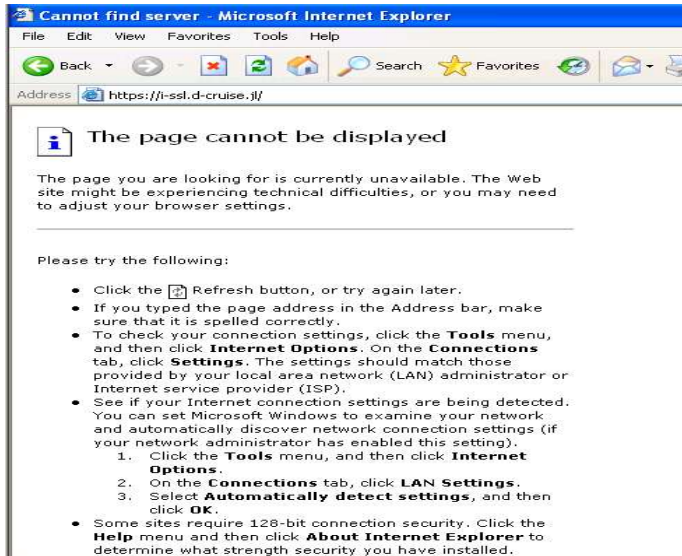 Cannot find server - Microsoft Internet Explorer
File Edit View Favorites Tools Help
Back Search Favorites
Address https://i-ssl.d-cruise.jl/
The page cannot be displayed
The page you are looking for is currently unavailable. The Web
site might be experiencing technical difficulties, or you may need
to adjust your browser settings.
Please try the following:
• Click the Refresh button, or try again later.
• If you typed the page address in the Address bar, make
sure that it is spelled correctly.
• To check your connection settings, click the Tools menu,
and then click Internet Options. On the Connections
tab, click Settings. The settings should match those
provided by your local area network (LAN) administrator or
Internet service provider (ISP).
• See if your Internet connection settings are being detected.
You can set Microsoft Windows to examine your network
and automatically discover network connection settings (if
your network administrator has enabled this setting).
1. Click the Tools menu, and then click Internet
Options.
2. On the Connections tab, click LAN Settings.
3. Select Automatically detect settings, and then
click OK.
• Some sites require 128-bit connection security. Click the
Help menu and then click About Internet Explorer to
determine what strength security you have installed.